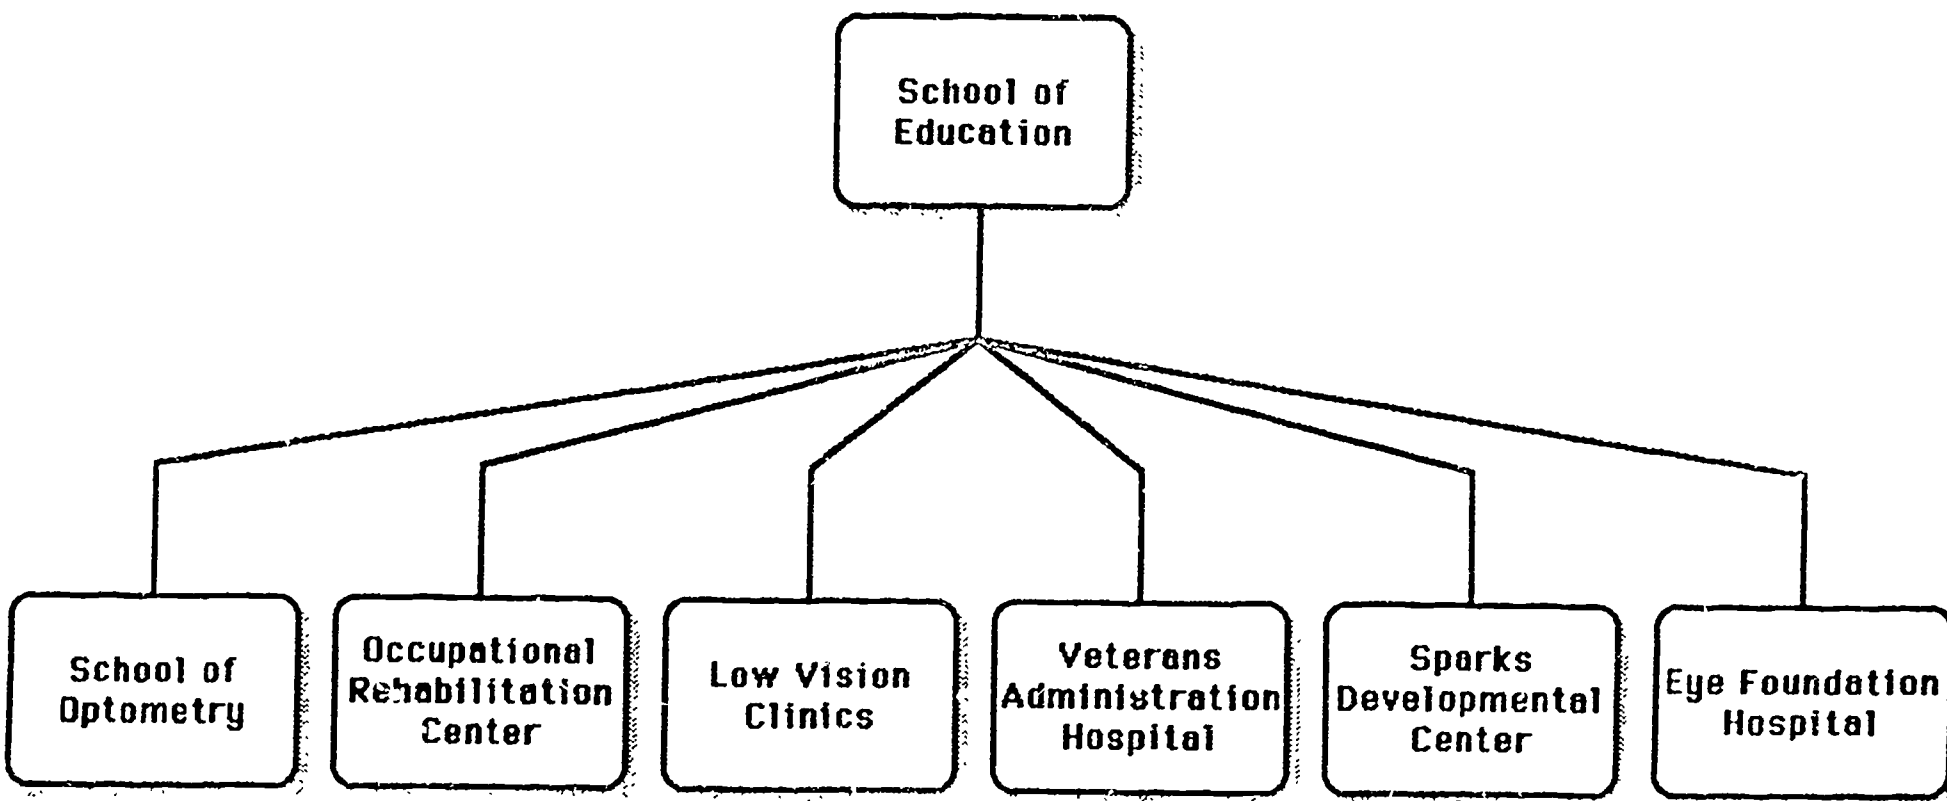 School of
Education
School of
Optometry
Occupational
Rehabilitation
Center
Low Vision
Clinics
Veterans
Administration
Hospital
Sparks
Developmental
Center
Eye Foundation
Hospital